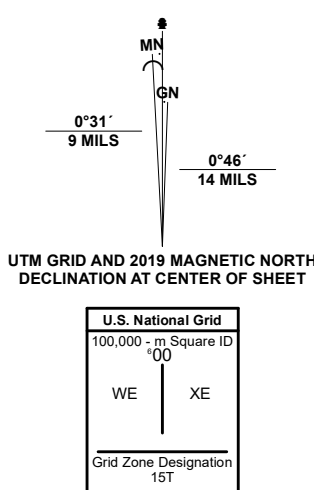 MN
GN
0°31´
9 MILS
0°46´
14 MILS
UTM GRID AND 2019 MAGNETIC NORTH
DECLINATION AT CENTER OF SHEET
U.S. National Grid
100,000 - m Square ID
⁶00
WE
XE
Grid Zone Designation
15T